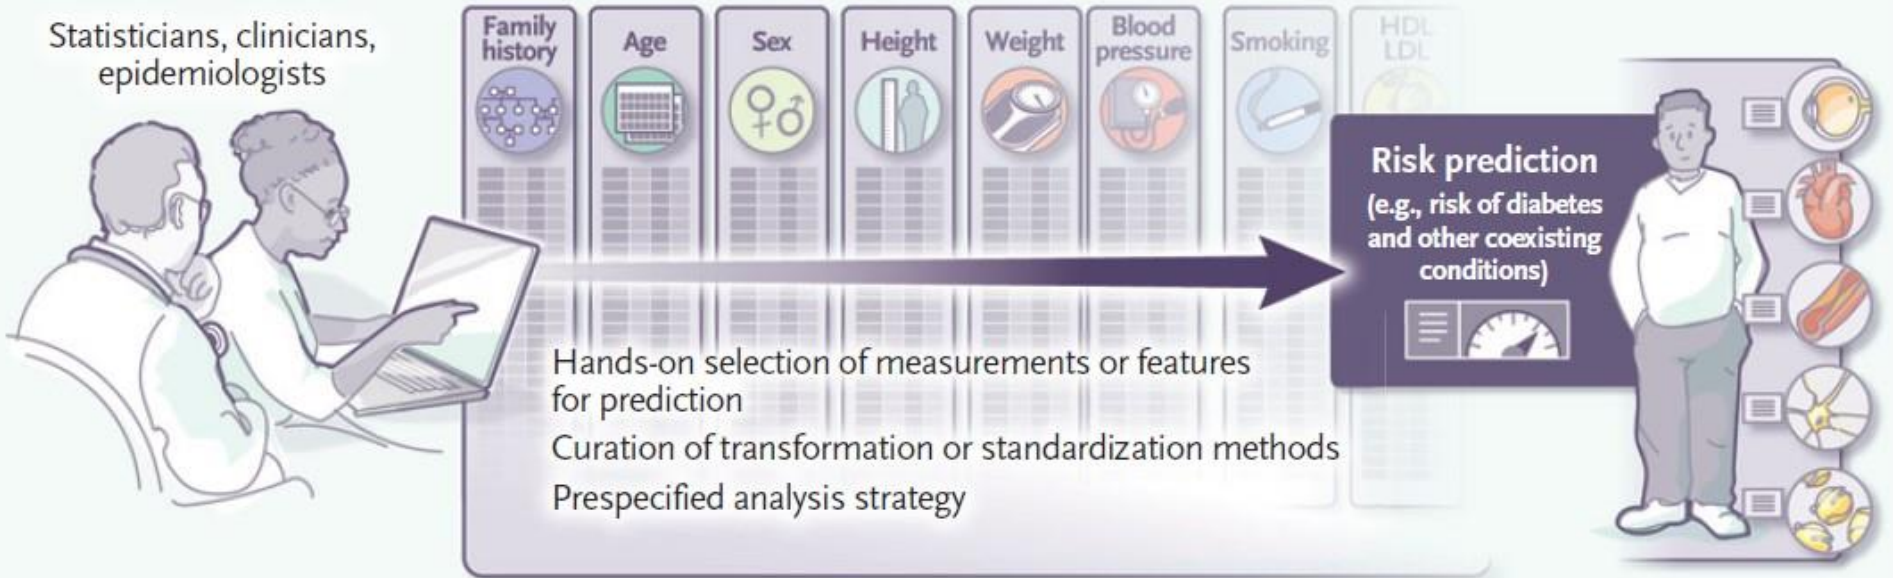 Statisticians, clinicians,
epidemiologists
Family
history
Age
Sex
Height
Weight
Blood
pressure
Smoking
HDL
LDL
Risk prediction
(e.g., risk of diabetes
and other coexisting
conditions)
Hands-on selection of measurements or features
for prediction
Curation of transformation or standardization methods
Prespecified analysis strategy